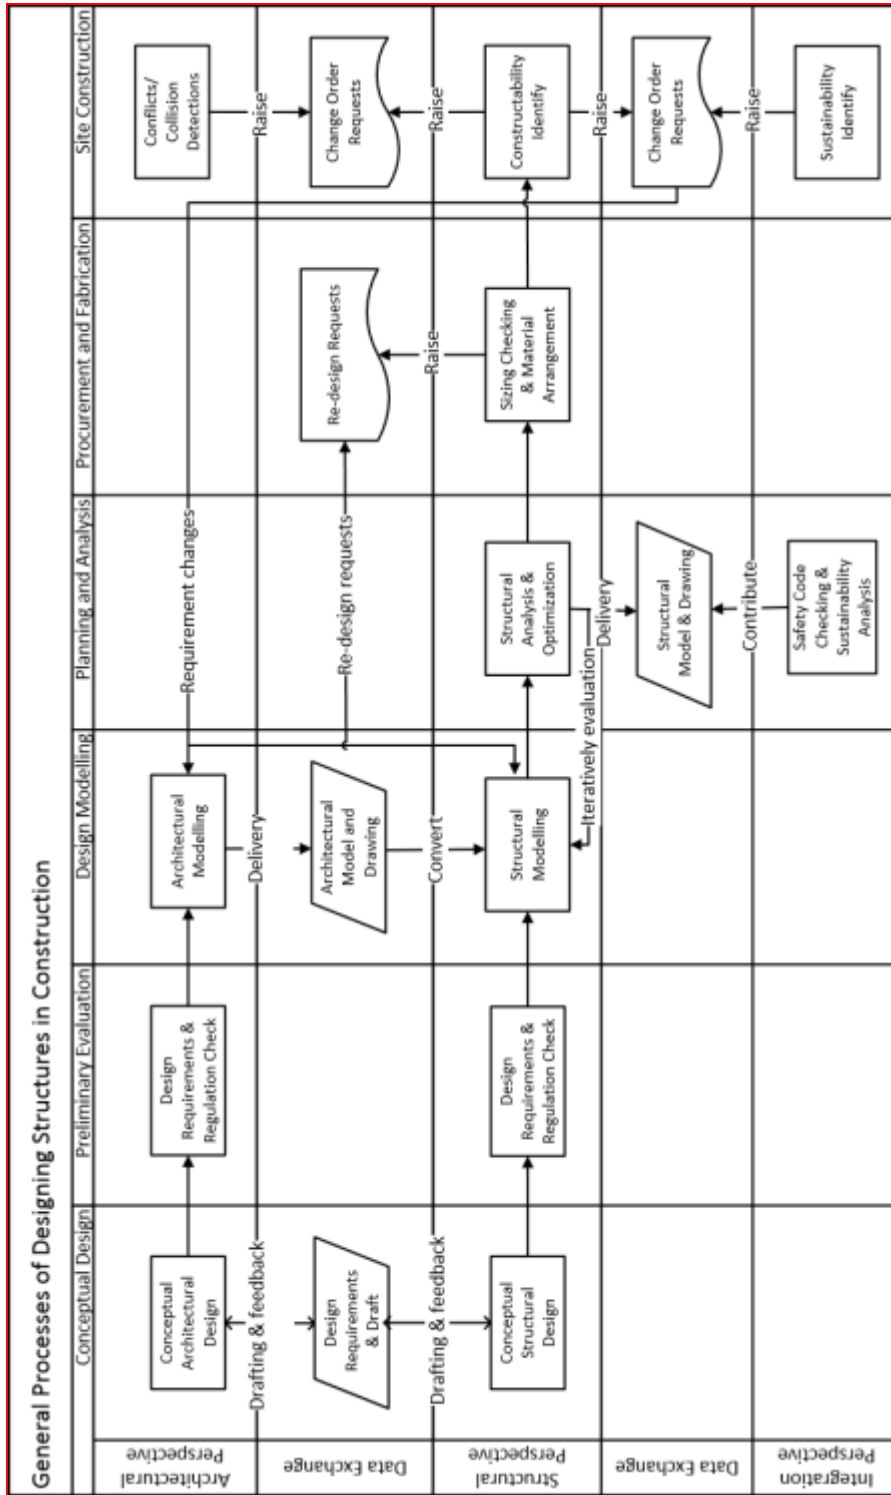 General Processes of Designing Structures in Construction
Conceptual Design
Preliminary Evaluation
Design Modelling
Planning and Analysis
Procurement and Fabrication
Site Construction
Architectural
Perspective
Conceptual
Architectural
Design
Design
Requirements &
Regulation Check
Architectural
Modelling
Requirement changes
Conflicts/
Collision
Detections
Drafting & feedback
Delivery
Raise
Data Exchange
Design
Requirements
& Draft
Architectural
Model and
Drawing
Re-design requests
Re-design Requests
Change Order
Requests
Drafting & feedback
Convert
Raise
Raise
Structural
Perspective
Conceptual
Structural
Design
Design
Requirements &
Regulation Check
Structural
Modelling
Structural
Analysis &
Optimization
Sizing Checking
& Material
Arrangement
Constructability
Identify
Iteratively evaluation
Delivery
Raise
Data Exchange
Structural
Model & Drawing
Change Order
Requests
Contribute
Raise
Integration
Perspective
Safety Code
Checking &
Sustainability
Analysis
Sustainability
Identify